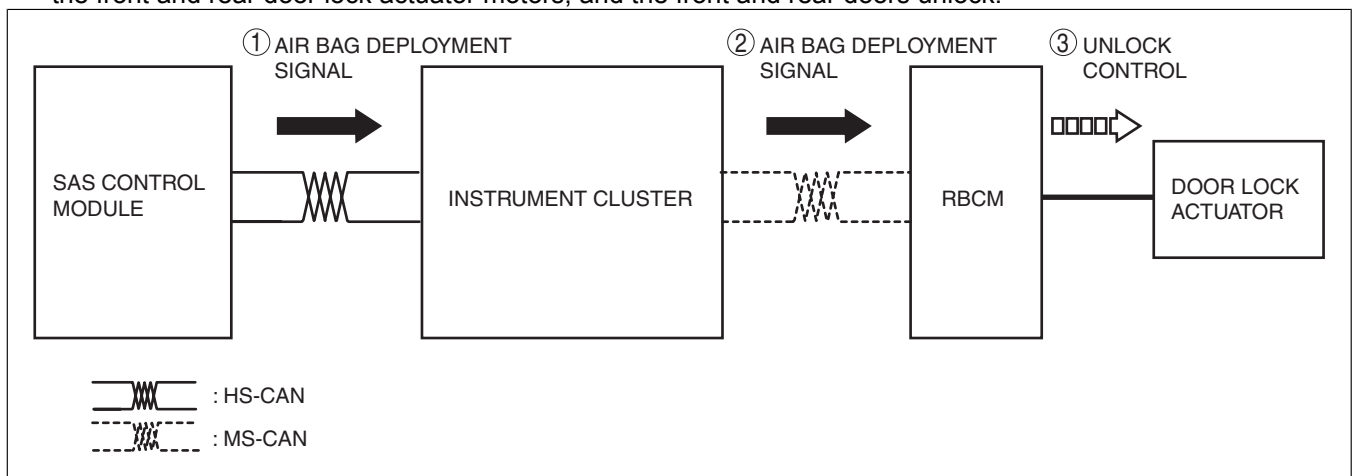 the front and rear door lock actuator motors, and the front and rear doors unlock.
① AIR BAG DEPLOYMENT
SIGNAL
② AIR BAG DEPLOYMENT
SIGNAL
③ UNLOCK
CONTROL
SAS CONTROL
MODULE
INSTRUMENT CLUSTER
RBCM
DOOR LOCK
ACTUATOR
: HS-CAN
: MS-CAN